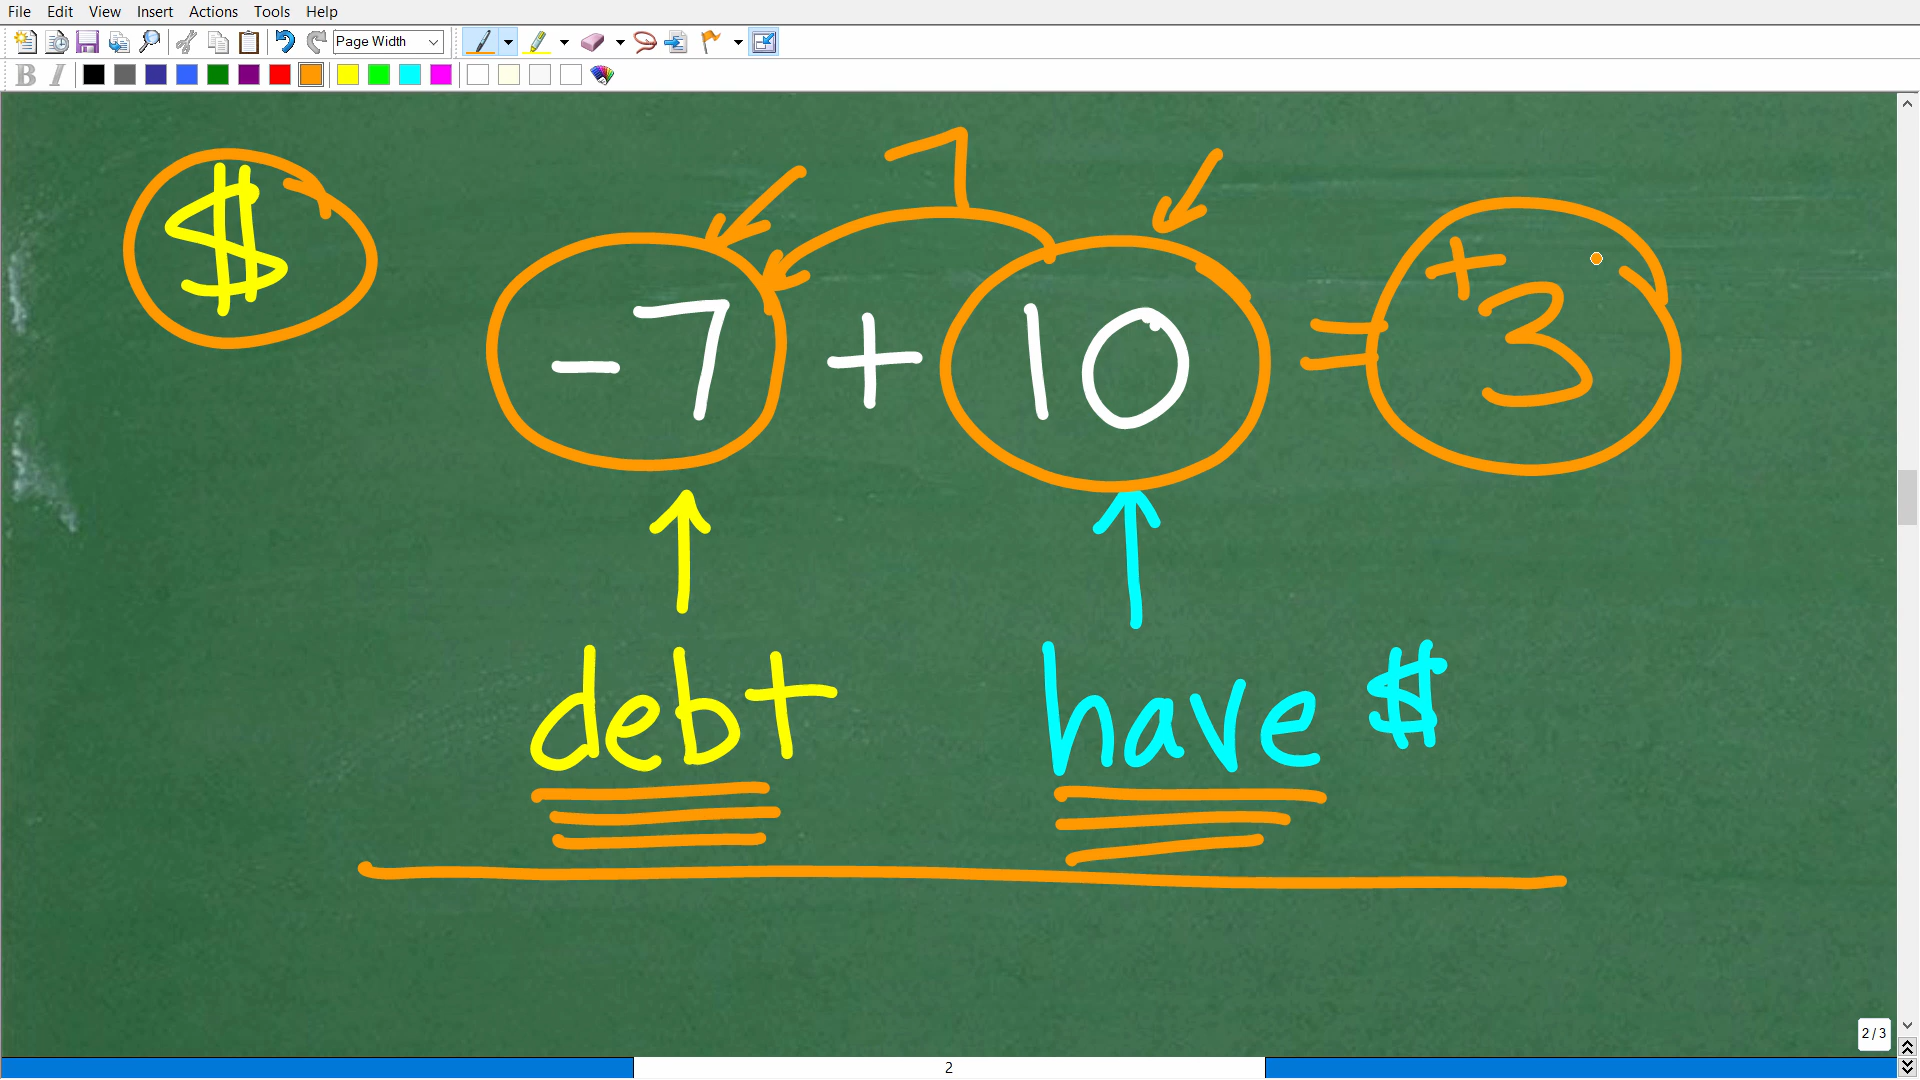 File Edit View Insert Actions Tools Help
Page Width
B I
$
7
-7 + 10 = +3
debt have $
2 / 3
2